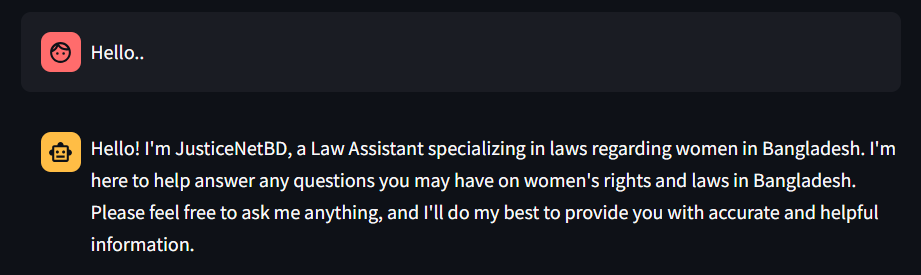 Hello..
Hello! I'm JusticeNetBD, a Law Assistant specializing in laws regarding women in Bangladesh. I'm
here to help answer any questions you may have on women's rights and laws in Bangladesh.
Please feel free to ask me anything, and I'll do my best to provide you with accurate and helpful
information.